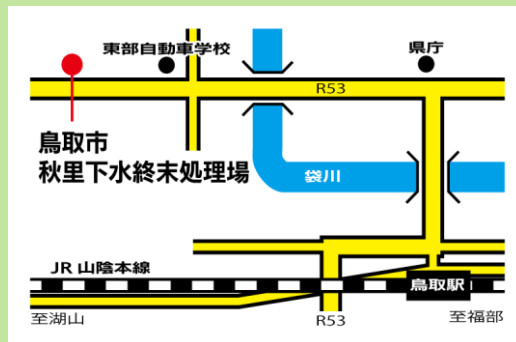 東部自動車学校
県庁
R53
鳥取市
秋里下水終末処理場
袋川
JR 山陰本線
鳥取駅
至湖山
R53
至福部